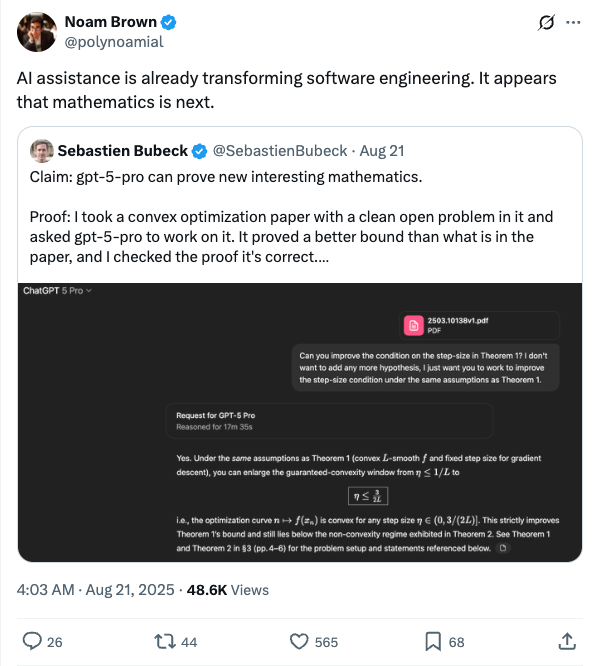 Noam Brown
@polynoamial
AI assistance is already transforming software engineering. It appears
that mathematics is next.
Sebastien Bubeck @SebastienBubeck · Aug 21
Claim: gpt-5-pro can prove new interesting mathematics.
Proof: I took a convex optimization paper with a clean open problem in it and
asked gpt-5-pro to work on it. It proved a better bound than what is in the
paper, and I checked the proof it's correct....
ChatGPT 5 Pro
2503.10138v1.pdf
PDF
Can you improve the condition on the step-size in Theorem 1? I don't
want to add any more hypothesis, I just want you to work to improve
the step-size condition under the same assumptions as Theorem 1.
Request for GPT-5 Pro
Reasoned for 17m 35s
Yes. Under the same assumptions as Theorem 1 (convex L-smooth f and fixed step size for gradient
descent), you can enlarge the guaranteed-convexity window from η ≤ 1/L to
η ≤ 3/2L
i.e., the optimization curve n ↦ f(xₙ) is convex for any step size η ∈ (0, 3/(2L)]. This strictly improves
Theorem 1's bound and still lies below the non-convexity regime exhibited in Theorem 2. See Theorem 1
and Theorem 2 in §3 (pp. 4–6) for the problem setup and statements referenced below.
4:03 AM · Aug 21, 2025 · 48.6K Views
26
44
565
68